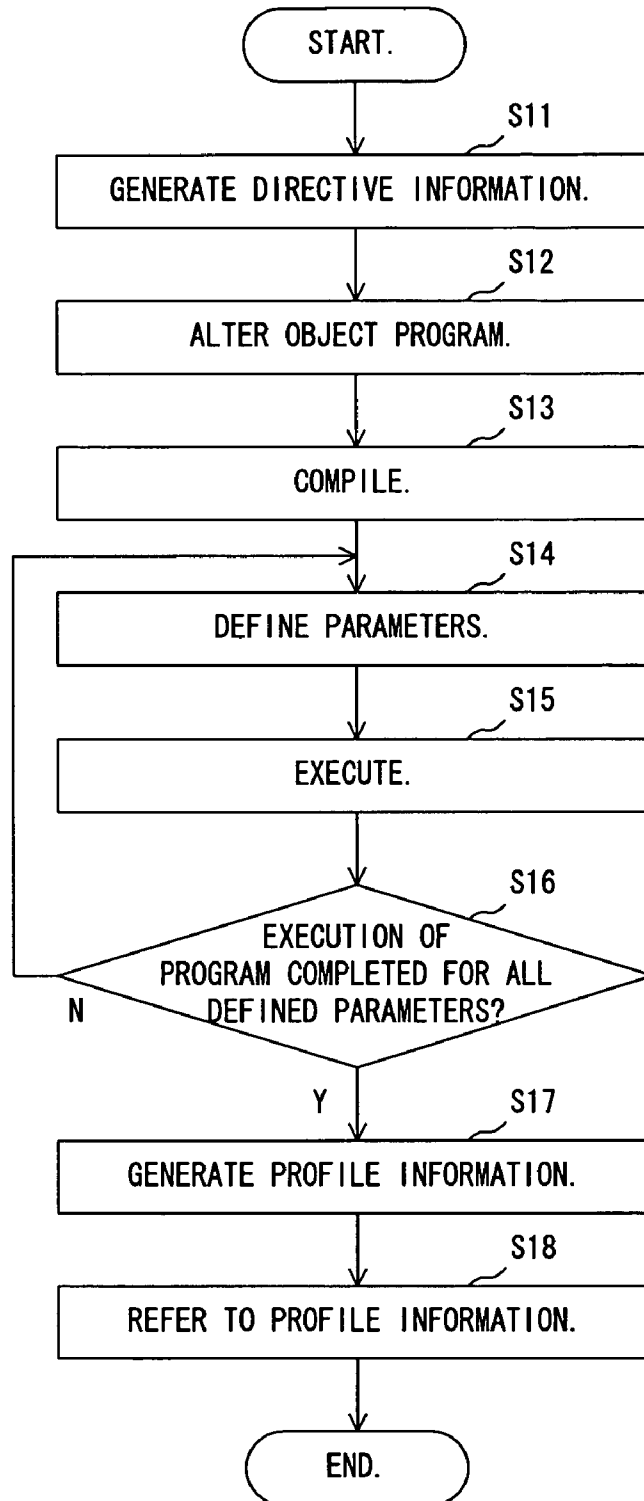 START.
S11
GENERATE DIRECTIVE INFORMATION.
S12
ALTER OBJECT PROGRAM.
S13
COMPILE.
S14
DEFINE PARAMETERS.
S15
EXECUTE.
S16
EXECUTION OF
PROGRAM COMPLETED FOR ALL
DEFINED PARAMETERS?
N
Y
S17
GENERATE PROFILE INFORMATION.
S18
REFER TO PROFILE INFORMATION.
END.